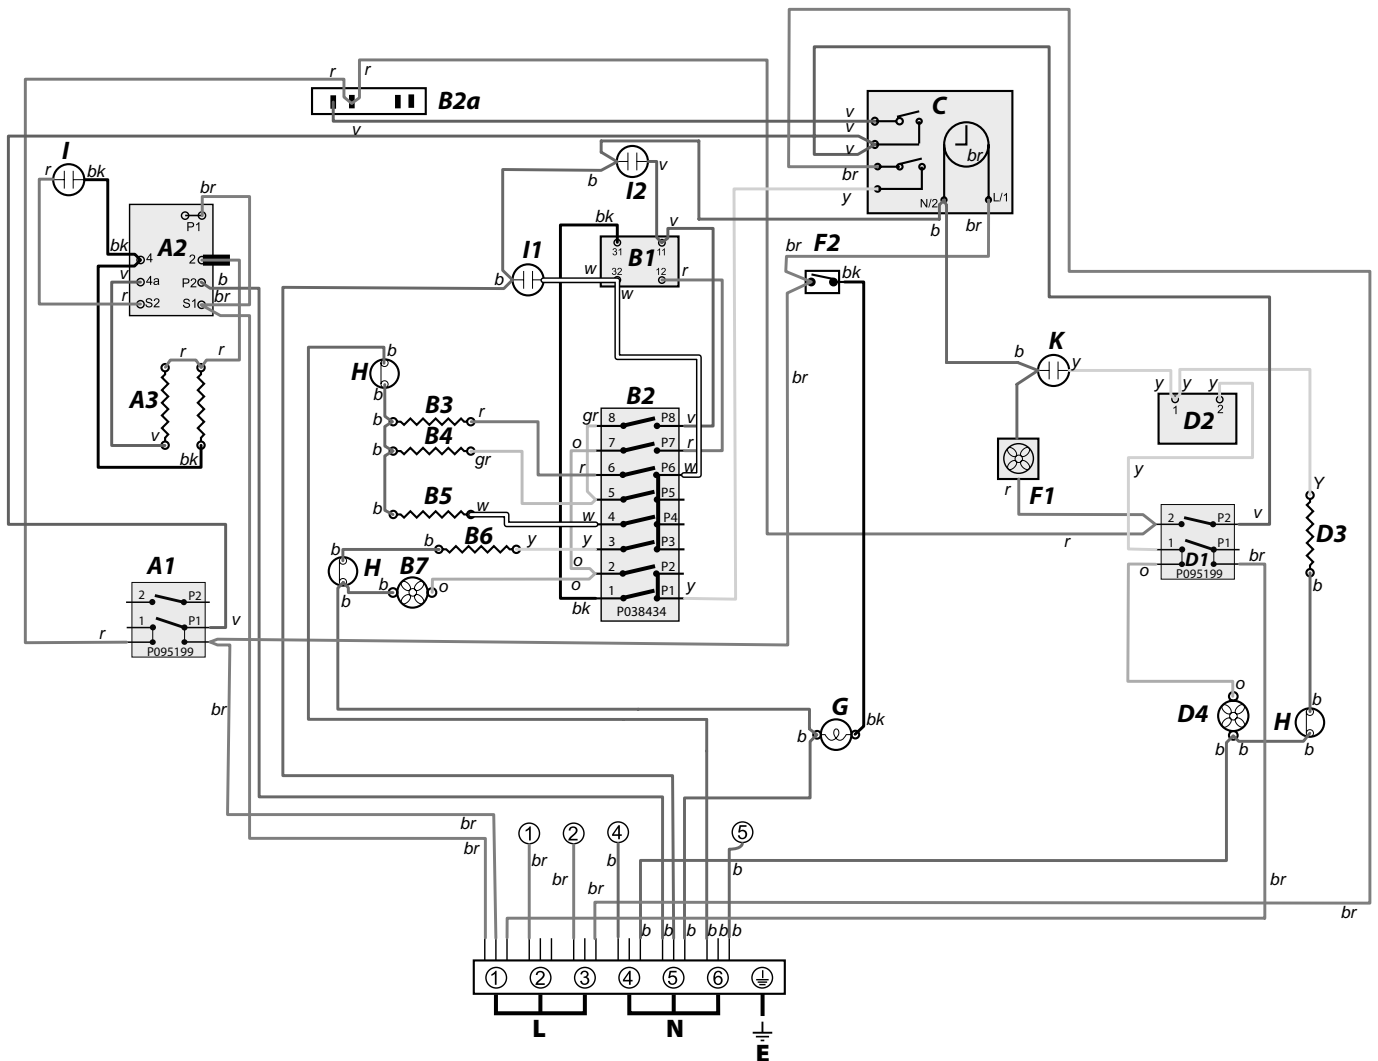 r
r
B2a
v
C
v
v
v
br
y
br
N/2
L/1
b
br
I
r
bk
br
P1
A2
bk
4
2
v
4a
P2
b
r
S2
S1
br
r
r
A3
v
bk
I2
b
v
bk
v
31
11
B1
I1
b
w
32
12
r
w
br
F2
bk
br
K
b
y
y
y
y
1
2
D2
y
F1
r
H
b
b
B3
b
r
B4
b
gr
B5
b
w
w
B6
b
b
y
y
H
B7
b
b
o
B2
gr
8
P8
v
o
7
P7
r
r
6
P6
w
5
P5
4
P4
3
P3
o
2
P2
o
1
P1
y
bk
P038434
Y
D3
b
2
P2
v
r
1
P1
br
o
D1
P095199
A1
2
P2
1
P1
v
r
P095199
br
G
b
bk
o
D4
b
b
H
b
b
br
br
1
2
4
5
br
br
b
b
br
br
br
b
b
b
b
b
b
1
2
3
4
5
6
L
N
E